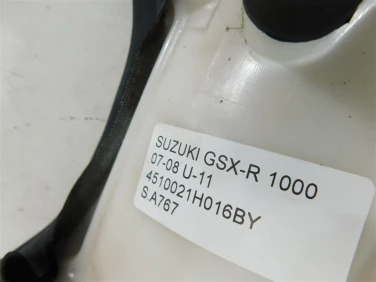 SUZUKI GSX-R 1000
07-08 U-11
4510021H016BY
S.A767